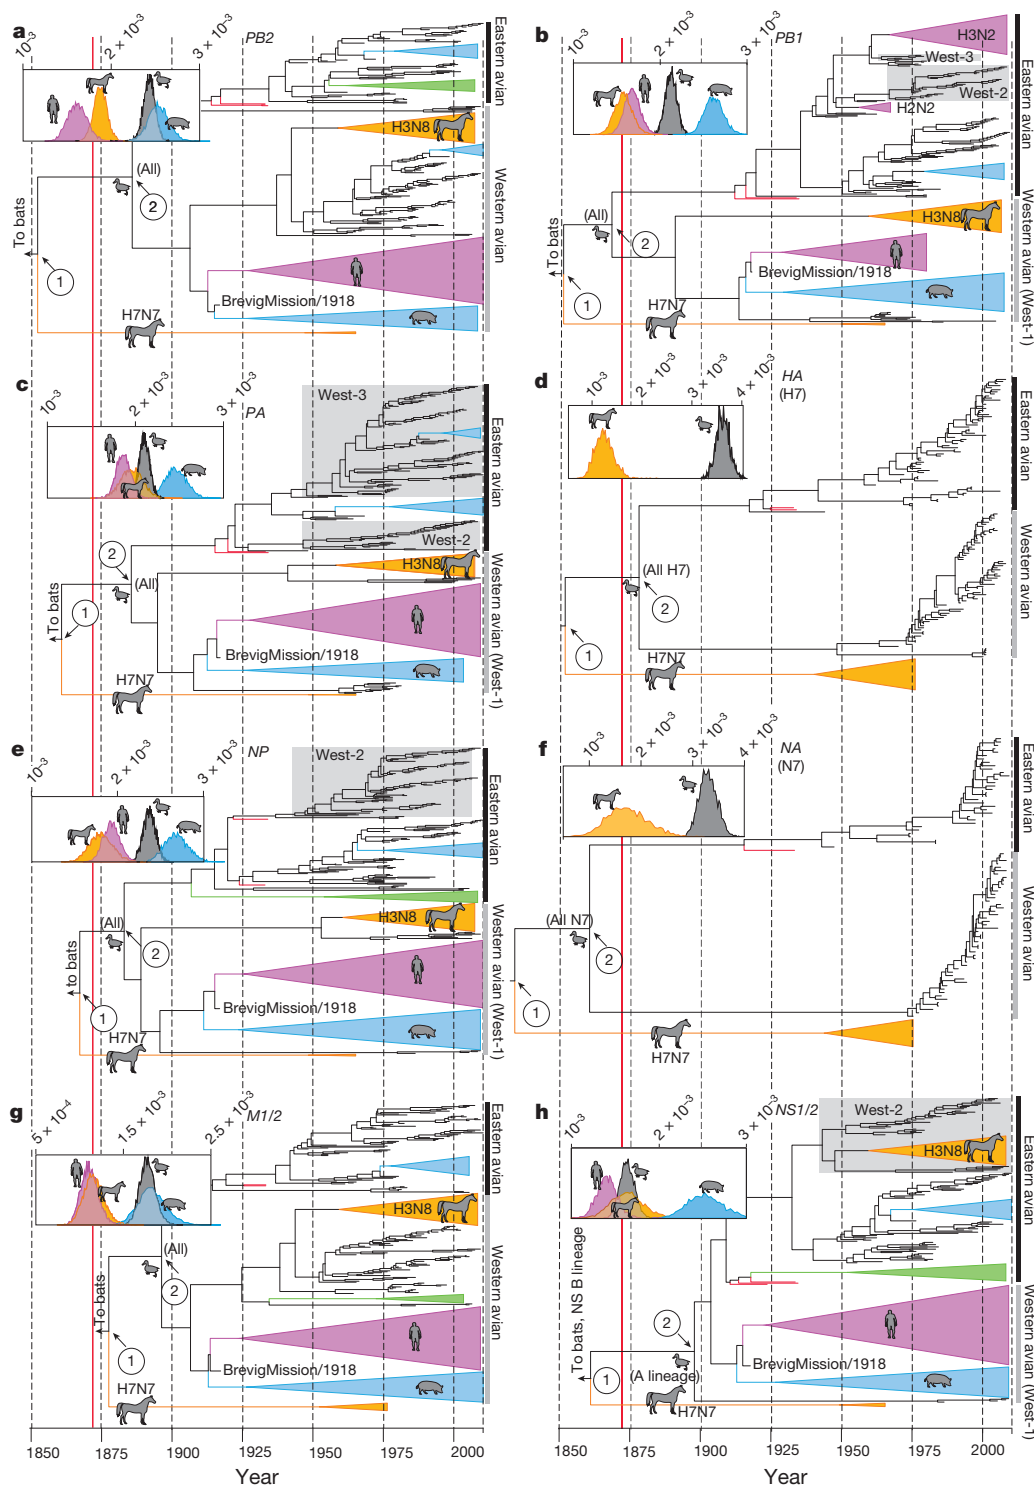 a
10⁻³
2 × 10⁻³
3 × 10⁻³
PB2
Eastern avian
H3N8
(All)
2
Western avian
To bats
1
BrevigMission/1918
H7N7
b
10⁻³
2 × 10⁻³
3 × 10⁻³
PB1
H3N2
West-3
West-2
H2N2
Eastern avian
(All)
2
H3N8
Western avian (West-1)
To bats
1
BrevigMission/1918
H7N7
c
10⁻³
2 × 10⁻³
3 × 10⁻³
PA
West-3
Eastern avian
West-2
2
(All)
H3N8
To bats
1
BrevigMission/1918
Western avian (West-1)
H7N7
d
10⁻³
2 × 10⁻³
3 × 10⁻³
4 × 10⁻³
HA
(H7)
Eastern avian
(All H7)
2
Western avian
1
H7N7
e
10⁻³
2 × 10⁻³
3 × 10⁻³
NP
West-2
Eastern avian
(All)
2
H3N8
to bats
1
BrevigMission/1918
Western avian (West-1)
H7N7
f
10⁻³
2 × 10⁻³
3 × 10⁻³
4 × 10⁻³
NA
(N7)
Eastern avian
(All N7)
2
Western avian
1
H7N7
g
5 × 10⁻⁴
1.5 × 10⁻³
2.5 × 10⁻³
M1/2
Eastern avian
H3N8
(All)
2
To bats
Western avian
1
BrevigMission/1918
H7N7
1850
1875
1900
1925
1950
1975
2000
Year
h
10⁻³
2 × 10⁻³
3 × 10⁻³
NS1/2
West-2
H3N8
Eastern avian
To bats, NS B lineage
2
1
(A lineage)
BrevigMission/1918
Western avian (West-1)
H7N7
1850
1875
1900
1925
1950
1975
2000
Year